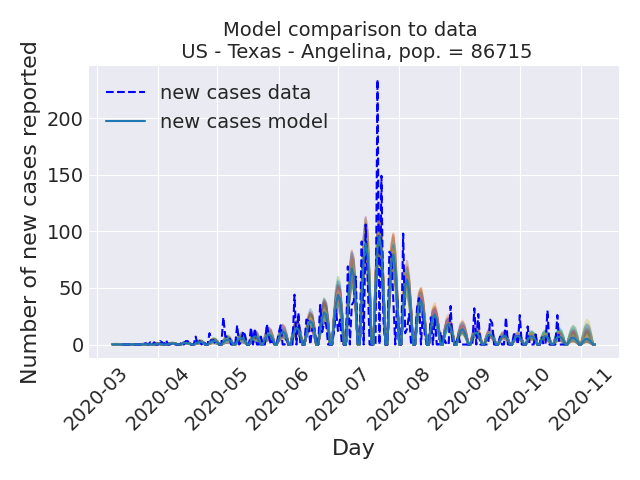 Model comparison to data
US - Texas - Angelina, pop. = 86715
Number of new cases reported
new cases data
new cases model
200
150
100
50
0
2020-03
2020-04
2020-05
2020-06
2020-07
2020-08
2020-09
2020-10
2020-11
Day